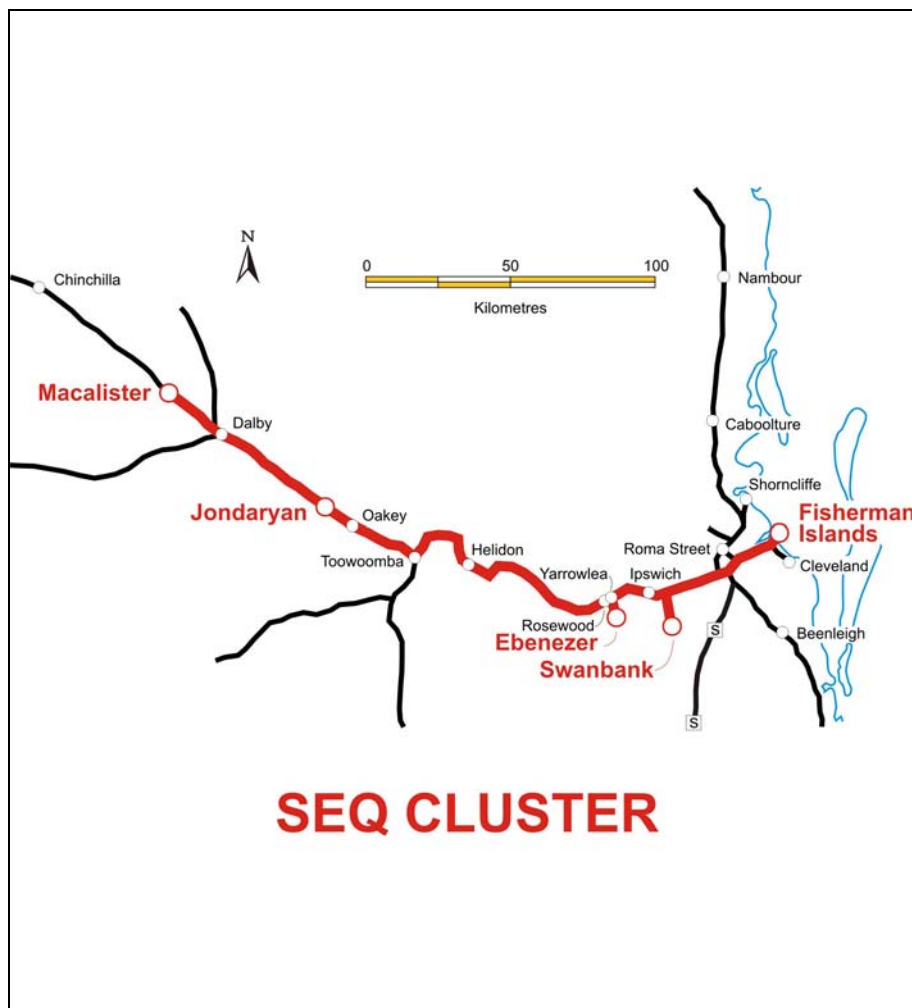 N
0
50
100
Kilometres
Chinchilla
Nambour
Macalister
Dalby
Caboolture
Shorncliffe
Jondaryan
Oakey
Fisherman
Islands
Toowoomba
Helidon
Roma Street
Cleveland
Yarrowlea
Ipswich
Rosewood
Ebenezer
Swanbank
S
Beenleigh
S
SEQ CLUSTER